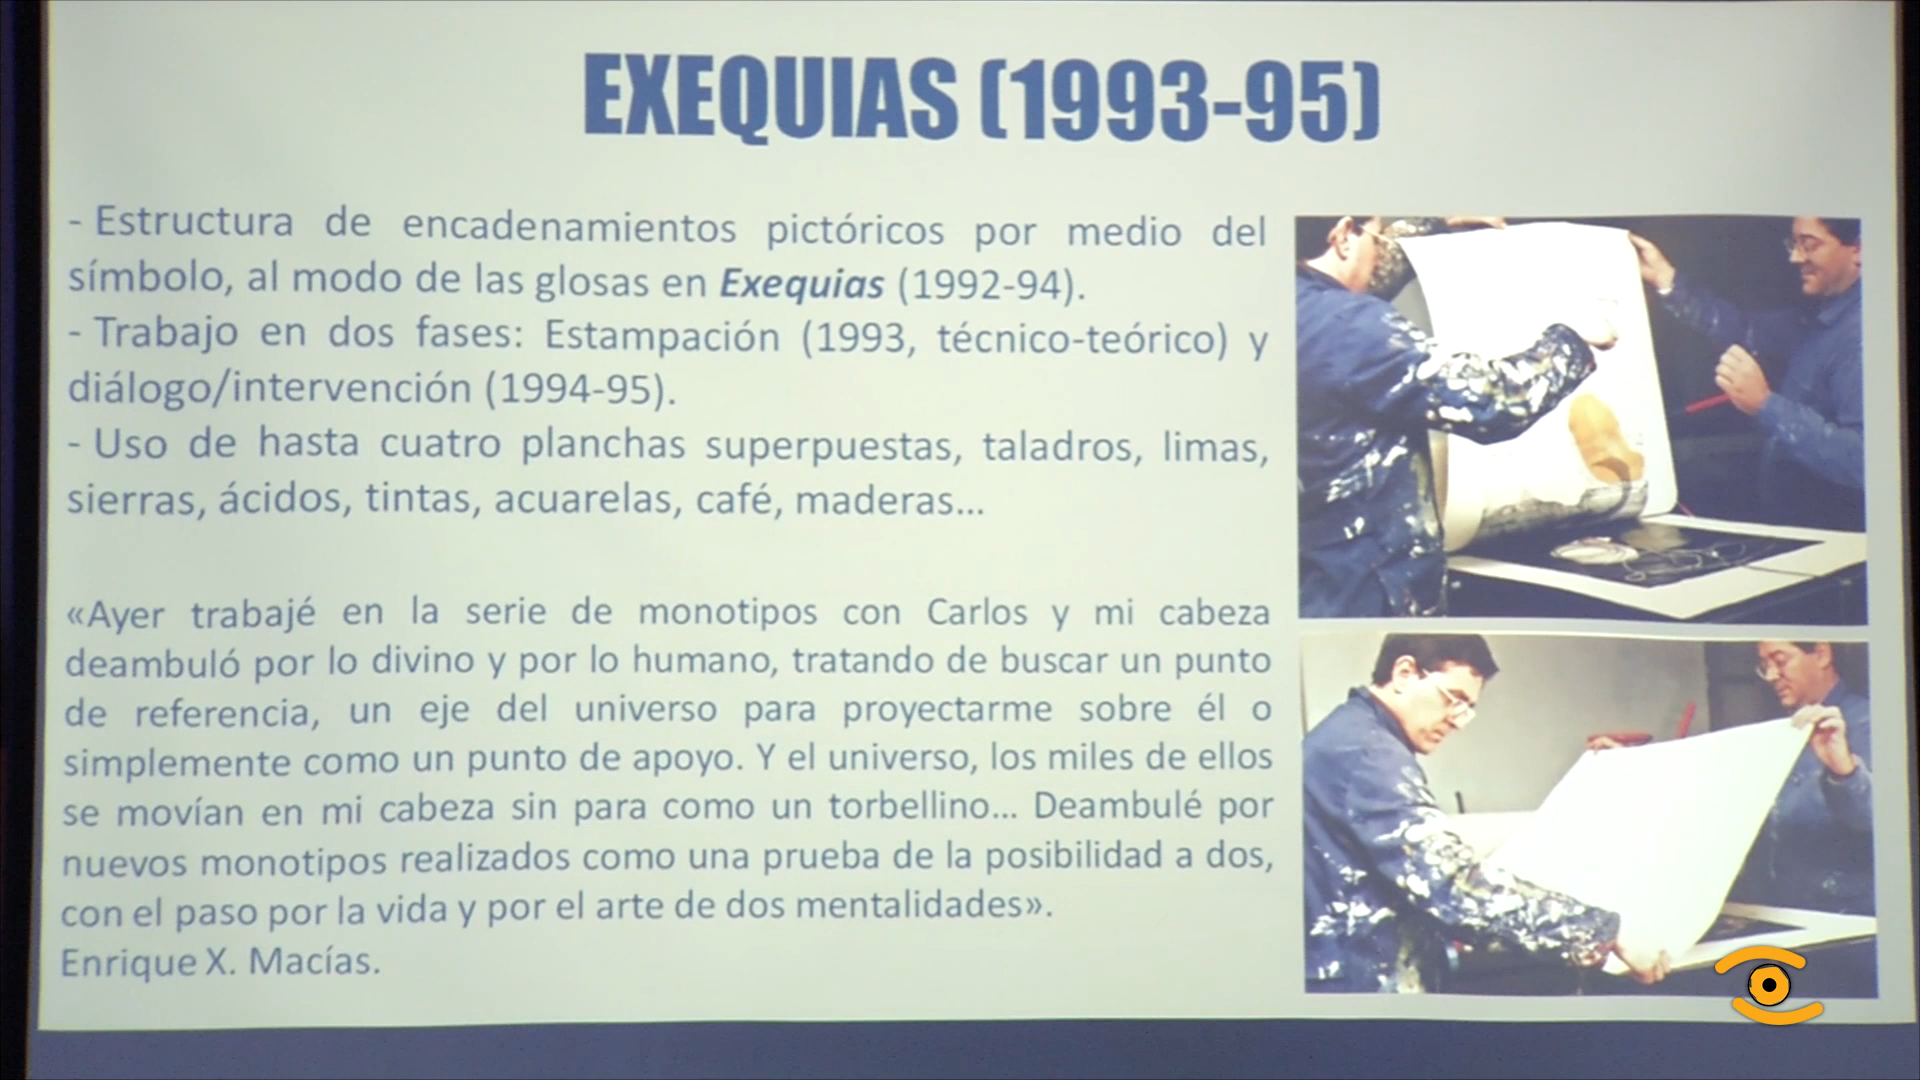 EXEQUIAS (1993-95)
- Estructura de encadenamientos pictóricos por medio del
símbolo, al modo de las glosas en Exequias (1992-94).
- Trabajo en dos fases: Estampación (1993, técnico-teórico) y
diálogo/intervención (1994-95).
- Uso de hasta cuatro planchas superpuestas, taladros, limas,
sierras, ácidos, tintas, acuarelas, café, maderas...
«Ayer trabajé en la serie de monotipos con Carlos y mi cabeza
deambuló por lo divino y por lo humano, tratando de buscar un punto
de referencia, un eje del universo para proyectarme sobre él o
simplemente como un punto de apoyo. Y el universo, los miles de ellos
se movían en mi cabeza sin para como un torbellino... Deambulé por
nuevos monotipos realizados como una prueba de la posibilidad a dos,
con el paso por la vida y por el arte de dos mentalidades».
Enrique X. Macías.